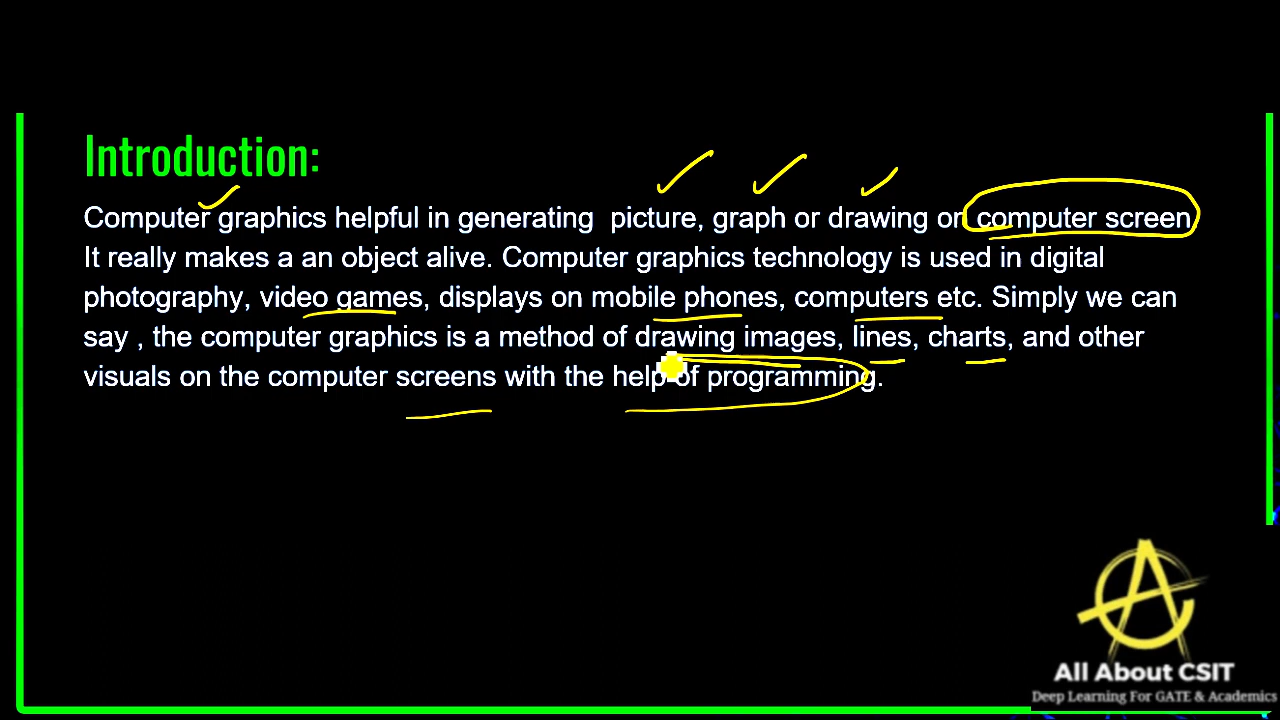 Introduction:
Computer graphics helpful in generating  picture, graph or drawing on computer screen
It really makes a an object alive. Computer graphics technology is used in digital
photography, video games, displays on mobile phones, computers etc. Simply we can
say , the computer graphics is a method of drawing images, lines, charts, and other
visuals on the computer screens with the help of programming.
All About CSIT
Deep Learning For GATE & Academics